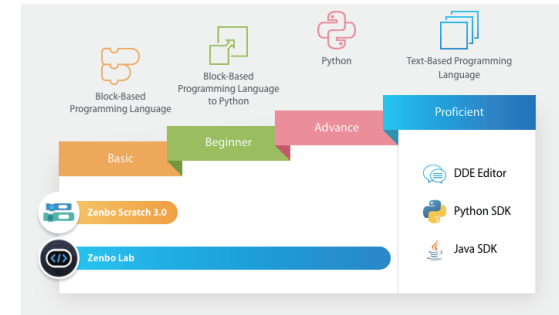 Block-Based
Programming Language
Block-Based
Programming Language
to Python
Python
Text-Based Programming
Language
Basic
Beginner
Advance
Proficient
Zenbo Scratch 3.0
Zenbo Lab
DDE Editor
Python SDK
Java SDK